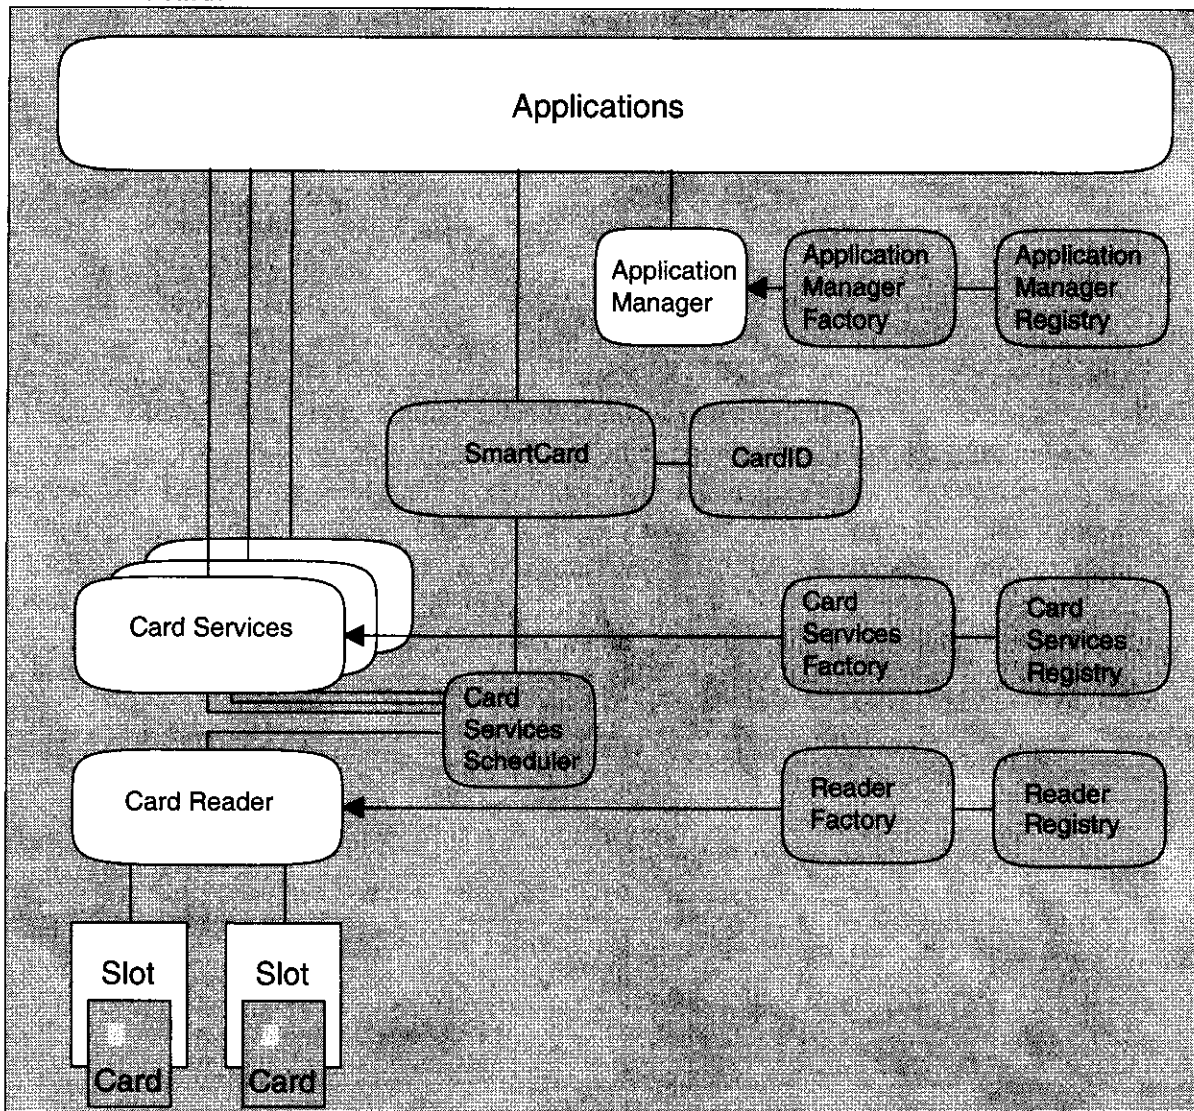 Applications
Application
Manager
Application
Manager
Factory
Application
Manager
Registry
SmartCard
CardID
Card Services
Card
Services
Factory
Card
Services
Registry
Card
Services
Scheduler
Card Reader
Reader
Factory
Reader
Registry
Slot
Slot
Card
Card